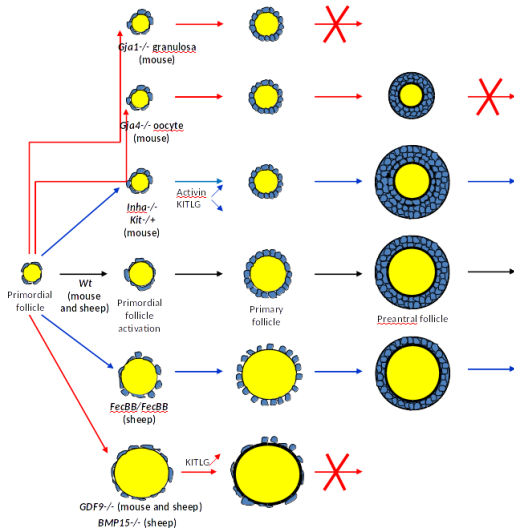 Gja1-/- granulosa
(mouse)
Gja4-/- oocyte
(mouse)
Inha-/-
Kit-/+
(mouse)
Activin
KITLG
Primordial
follicle
Wt
(mouse
and sheep)
Primordial
follicle
activation
Primary
follicle
Preantral follicle
FecBB/FecBB
(sheep)
KITLG
GDF9-/- (mouse and sheep)
BMP15-/- (sheep)